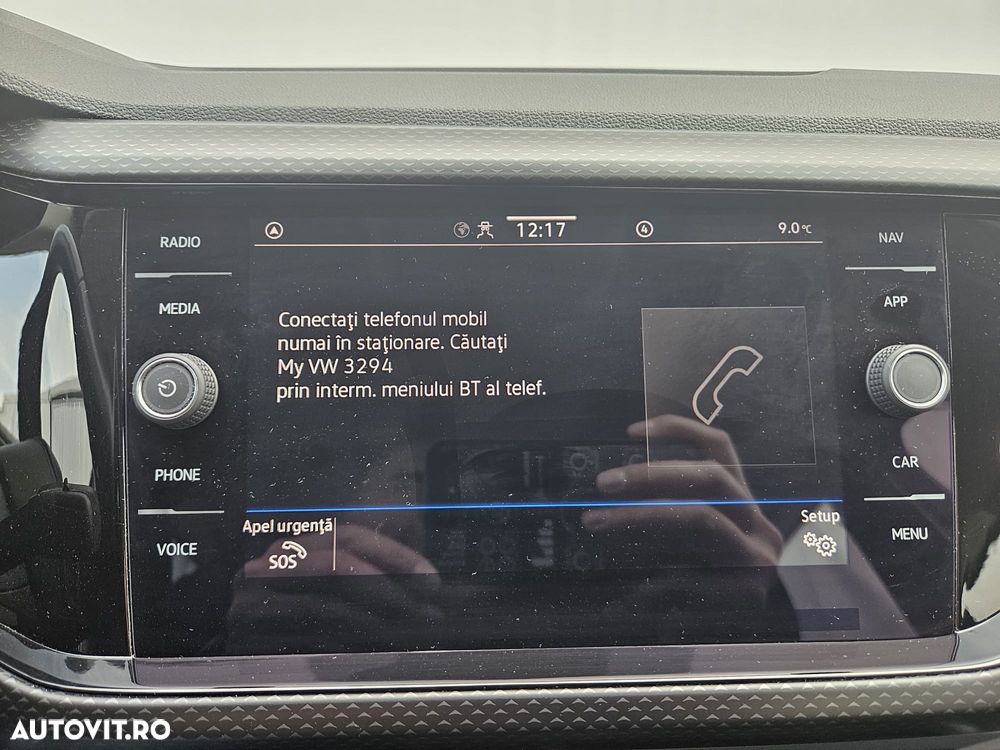 12:17
4
9.0°C
RADIO
MEDIA
PHONE
VOICE
Conectaţi telefonul mobil
numai în staţionare. Căutaţi
My VW 3294
prin interm. meniului BT al telef.
Apel urgenţă
SOS
Setup
NAV
APP
CAR
MENU
AUTOVIT.RO